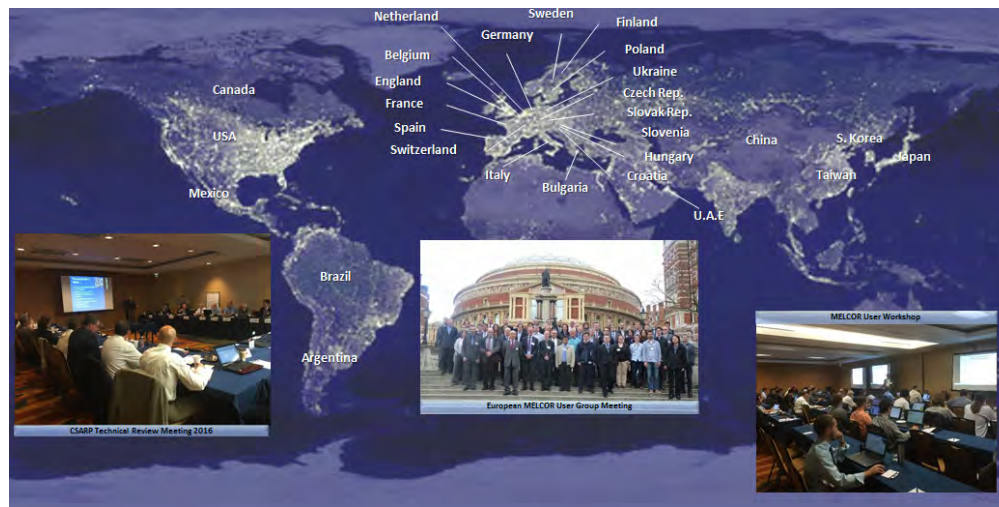 Netherland
Sweden
Finland
Germany
Belgium
Poland
England
Ukraine
Canada
Czech Rep.
France
Slovak Rep.
Spain
USA
Slovenia
China
S. Korea
Switzerland
Hungary
Japan
Italy
Croatia
Taiwan
Bulgaria
Mexico
U.A.E
Brazil
Argentina
MELCOR User Workshop
European MELCOR User Group Meeting
CSARP Technical Review Meeting 2016